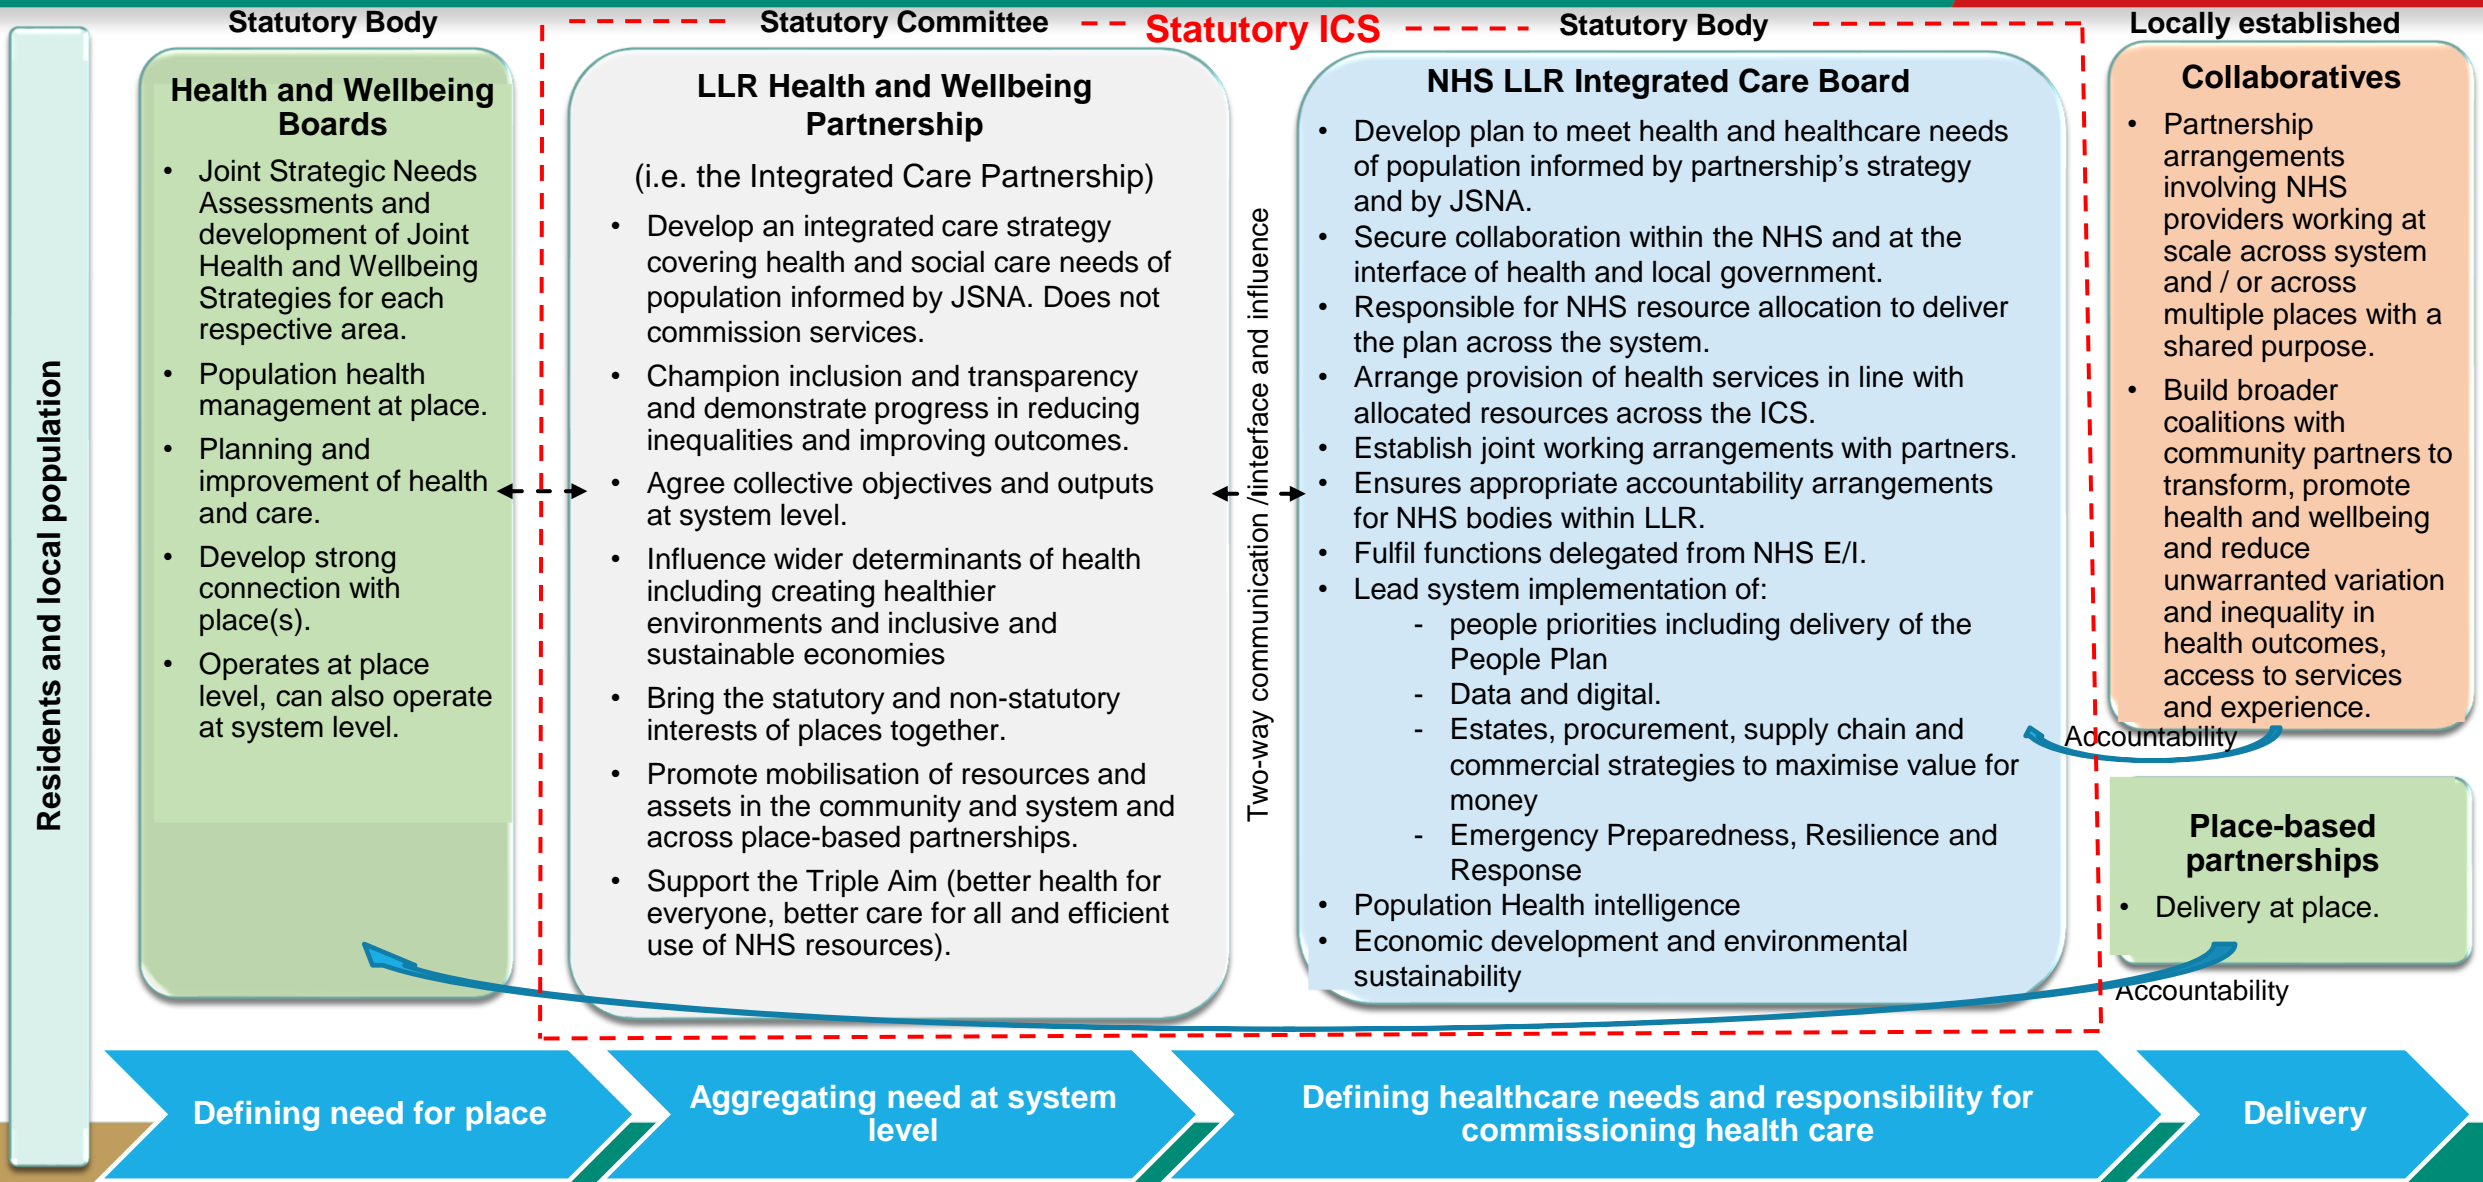 Statutory Body
Statutory Committee
Statutory ICS
Statutory Body
Locally established
Residents and local population
Health and Wellbeing
Boards
• Joint Strategic Needs
Assessments and
development of Joint
Health and Wellbeing
Strategies for each
respective area.
• Population health
management at place.
• Planning and
improvement of health
and care.
• Develop strong
connection with
place(s).
• Operates at place
level, can also operate
at system level.
LLR Health and Wellbeing
Partnership
(i.e. the Integrated Care Partnership)
• Develop an integrated care strategy
covering health and social care needs of
population informed by JSNA. Does not
commission services.
• Champion inclusion and transparency
and demonstrate progress in reducing
inequalities and improving outcomes.
• Agree collective objectives and outputs
at system level.
• Influence wider determinants of health
including creating healthier
environments and inclusive and
sustainable economies
• Bring the statutory and non-statutory
interests of places together.
• Promote mobilisation of resources and
assets in the community and system and
across place-based partnerships.
• Support the Triple Aim (better health for
everyone, better care for all and efficient
use of NHS resources).
Two-way communication /iinterface and influence
NHS LLR Integrated Care Board
• Develop plan to meet health and healthcare needs
of population informed by partnership's strategy
and by JSNA.
• Secure collaboration within the NHS and at the
interface of health and local government.
• Responsible for NHS resource allocation to deliver
the plan across the system.
• Arrange provision of health services in line with
allocated resources across the ICS.
• Establish joint working arrangements with partners.
• Ensures appropriate accountability arrangements
for NHS bodies within LLR.
• Fulfil functions delegated from NHS E/I.
• Lead system implementation of:
- people priorities including delivery of the
People Plan
- Data and digital.
- Estates, procurement, supply chain and
commercial strategies to maximise value for
money
- Emergency Preparedness, Resilience and
Response
• Population Health intelligence
• Economic development and environmental
sustainability
Collaboratives
• Partnership
arrangements
involving NHS
providers working at
scale across system
and / or across
multiple places with a
shared purpose.
• Build broader
coalitions with
community partners to
transform, promote
health and wellbeing
and reduce
unwarranted variation
and inequality in
health outcomes,
access to services
and experience.
Accountability
Place-based
partnerships
• Delivery at place.
Accountability
Defining need for place
Aggregating need at system
level
Defining healthcare needs and responsibility for
commissioning health care
Delivery